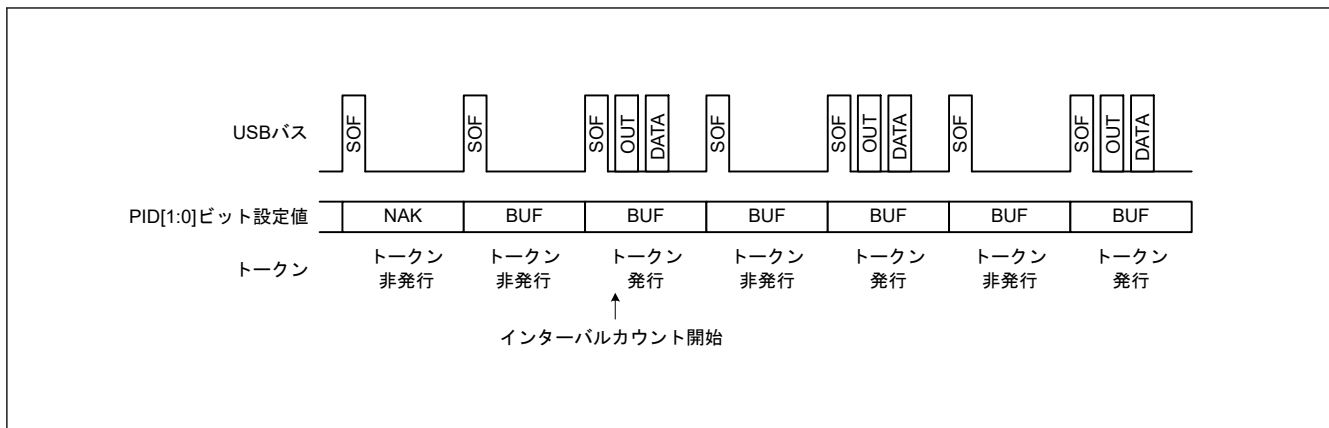 USBバス
SOF
SOF
SOF
OUT
DATA
SOF
SOF
OUT
DATA
SOF
SOF
OUT
DATA
PID[1:0]ビット設定値
NAK
BUF
BUF
BUF
BUF
BUF
BUF
トークン
トークン
非発行
トークン
非発行
トークン
発行
トークン
非発行
トークン
発行
トークン
非発行
トークン
発行
インターバルカウント開始